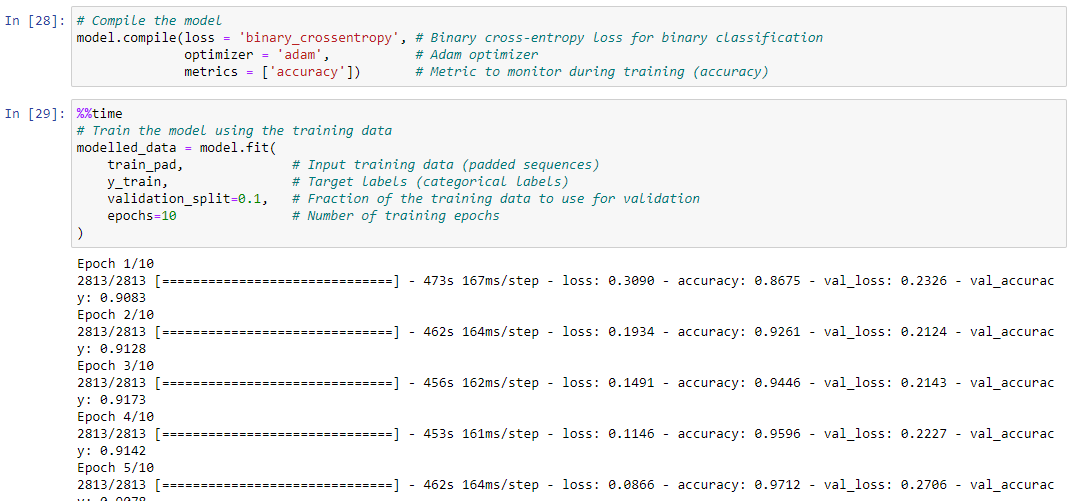 In [28]: # Compile the model
model.compile(loss = 'binary_crossentropy', # Binary cross-entropy loss for binary classification
optimizer = 'adam', # Adam optimizer
metrics = ['accuracy']) # Metric to monitor during training (accuracy)
In [29]: %%time
# Train the model using the training data
modelled_data = model.fit(
train_pad, # Input training data (padded sequences)
y_train, # Target labels (categorical labels)
validation_split=0.1, # Fraction of the training data to use for validation
epochs=10 # Number of training epochs
)
Epoch 1/10
2813/2813 [==============================] - 473s 167ms/step - loss: 0.3090 - accuracy: 0.8675 - val_loss: 0.2326 - val_accurac
y: 0.9083
Epoch 2/10
2813/2813 [==============================] - 462s 164ms/step - loss: 0.1934 - accuracy: 0.9261 - val_loss: 0.2124 - val_accurac
y: 0.9128
Epoch 3/10
2813/2813 [==============================] - 456s 162ms/step - loss: 0.1491 - accuracy: 0.9446 - val_loss: 0.2143 - val_accurac
y: 0.9173
Epoch 4/10
2813/2813 [==============================] - 453s 161ms/step - loss: 0.1146 - accuracy: 0.9596 - val_loss: 0.2227 - val_accurac
y: 0.9142
Epoch 5/10
2813/2813 [==============================] - 462s 164ms/step - loss: 0.0866 - accuracy: 0.9712 - val_loss: 0.2706 - val_accurac